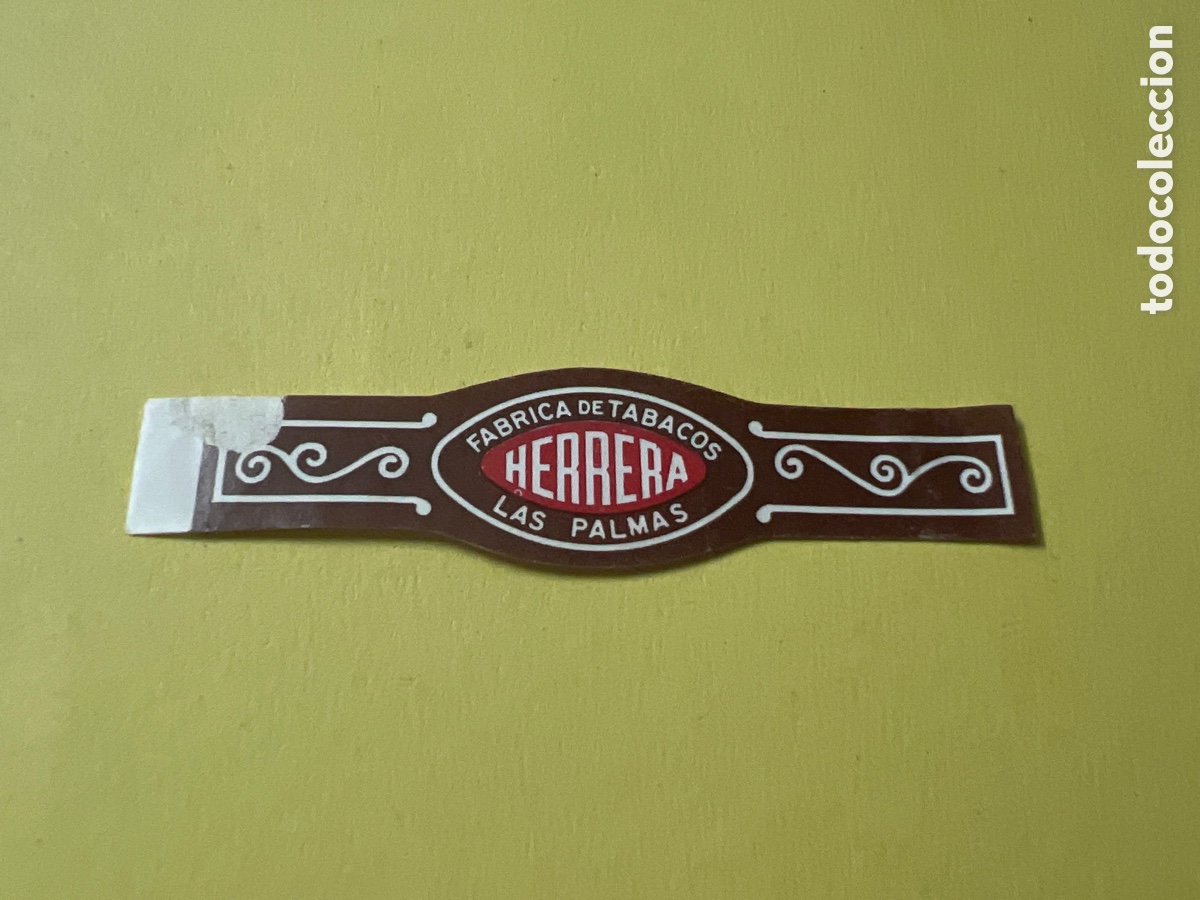 FABRICA DE TABACOS
HERRERA
LAS PALMAS
todocoleccion